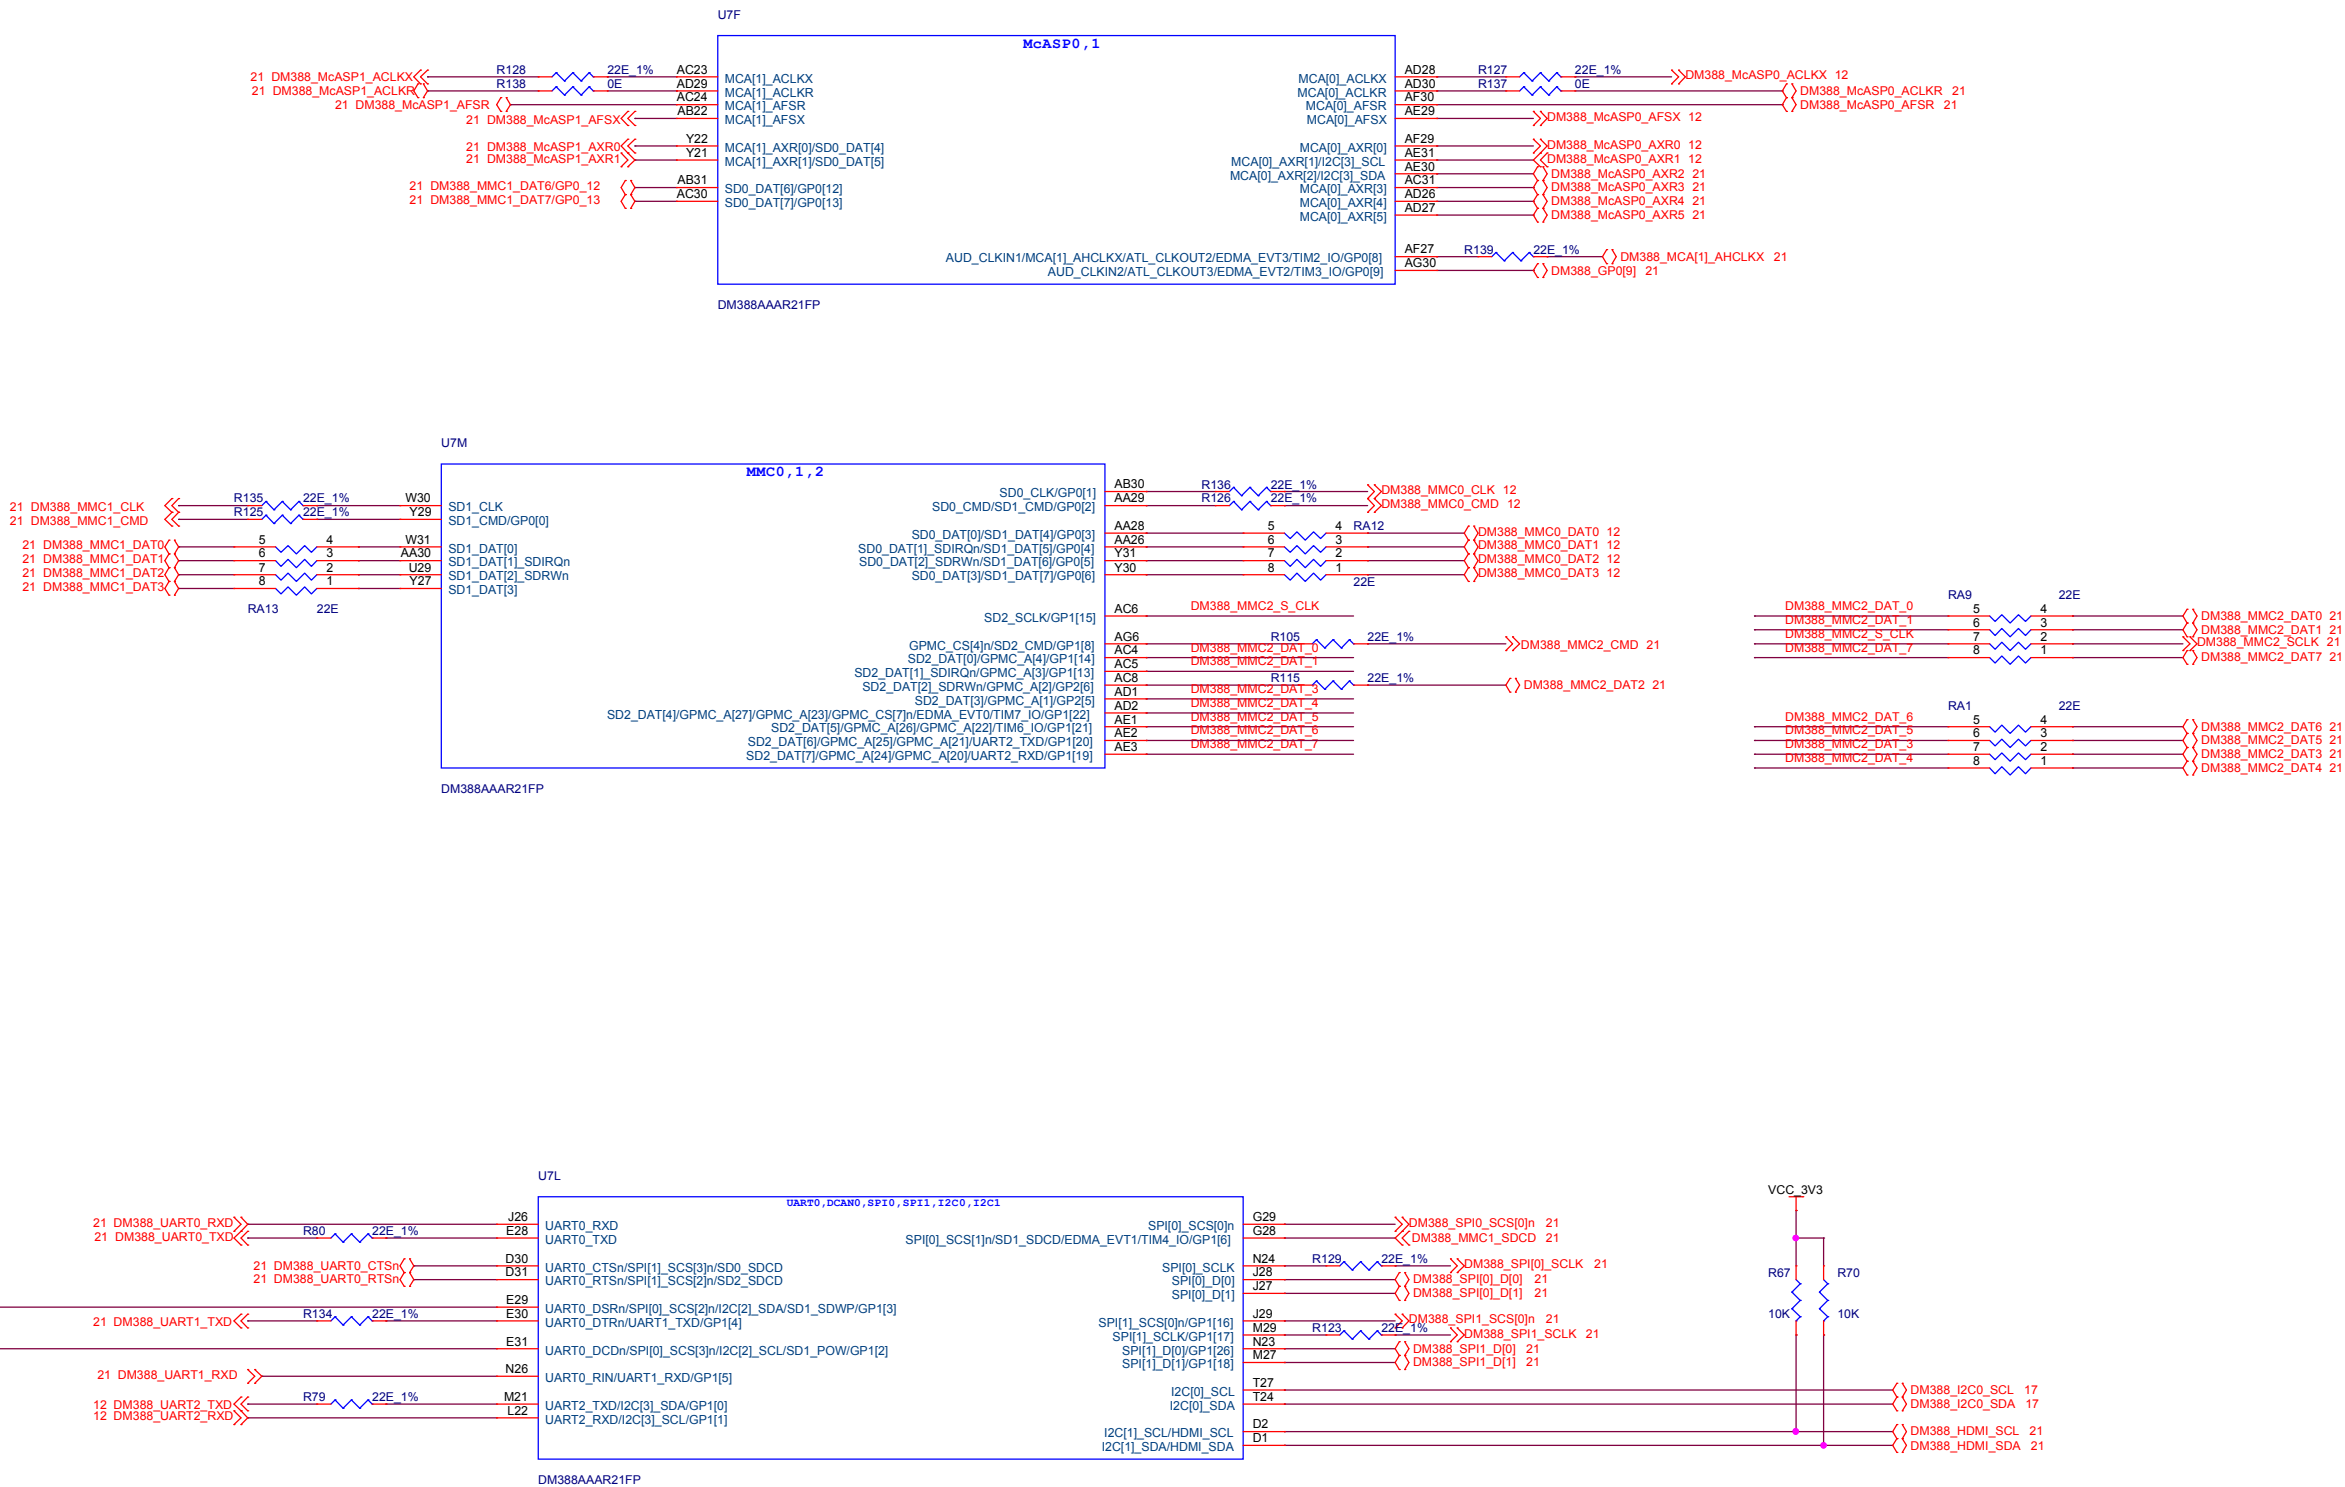 U7F
McASP0,1
21 DM388_McASP1_ACLKX R128 22E_1% AC23 MCA[1]_ACLKX
21 DM388_McASP1_ACLKR R138 0E AD29 MCA[1]_ACLKR
21 DM388_McASP1_AFSR AC24 MCA[1]_AFSR
21 DM388_McASP1_AFSX AB22 MCA[1]_AFSX
21 DM388_McASP1_AXR0 Y22 MCA[1]_AXR[0]/SD0_DAT[4]
21 DM388_McASP1_AXR1 Y21 MCA[1]_AXR[1]/SD0_DAT[5]
21 DM388_MMC1_DAT6/GP0_12 AB31 SD0_DAT[6]/GP0[12]
21 DM388_MMC1_DAT7/GP0_13 AC30 SD0_DAT[7]/GP0[13]
MCA[0]_ACLKX AD28 R127 22E_1% DM388_McASP0_ACLKX 12
MCA[0]_ACLKR AD30 R137 0E DM388_McASP0_ACLKR 21
MCA[0]_AFSR AF30 DM388_McASP0_AFSR 21
MCA[0]_AFSX AE29 DM388_McASP0_AFSX 12
MCA[0]_AXR[0] AF29 DM388_McASP0_AXR0 12
MCA[0]_AXR[1]/I2C[3]_SCL AE31 DM388_McASP0_AXR1 12
MCA[0]_AXR[2]/I2C[3]_SDA AE30 DM388_McASP0_AXR2 21
MCA[0]_AXR[3] AC31 DM388_McASP0_AXR3 21
MCA[0]_AXR[4] AD26 DM388_McASP0_AXR4 21
MCA[0]_AXR[5] AD27 DM388_McASP0_AXR5 21
AUD_CLKIN1/MCA[1]_AHCLKX/ATL_CLKOUT2/EDMA_EVT3/TIM2_IO/GP0[8] AF27 R139 22E_1% DM388_MCA[1]_AHCLKX 21
AUD_CLKIN2/ATL_CLKOUT3/EDMA_EVT2/TIM3_IO/GP0[9] AG30 DM388_GP0[9] 21
DM388AAAR21FP
U7M
MMC0,1,2
21 DM388_MMC1_CLK R135 22E_1% W30 SD1_CLK
21 DM388_MMC1_CMD R125 22E_1% Y29 SD1_CMD/GP0[0]
21 DM388_MMC1_DAT0 5 4 W31 SD1_DAT[0]
21 DM388_MMC1_DAT1 6 3 AA30 SD1_DAT[1]_SDIRQn
21 DM388_MMC1_DAT2 7 2 U29 SD1_DAT[2]_SDRWn
21 DM388_MMC1_DAT3 8 1 Y27 SD1_DAT[3]
RA13 22E
SD0_CLK/GP0[1] AB30 R136 22E_1% DM388_MMC0_CLK 12
SD0_CMD/SD1_CMD/GP0[2] AA29 R126 22E_1% DM388_MMC0_CMD 12
SD0_DAT[0]/SD1_DAT[4]/GP0[3] AA28 5 4 RA12 DM388_MMC0_DAT0 12
SD0_DAT[1]_SDIRQn/SD1_DAT[5]/GP0[4] AA26 6 3 DM388_MMC0_DAT1 12
SD0_DAT[2]_SDRWn/SD1_DAT[6]/GP0[5] Y31 7 2 DM388_MMC0_DAT2 12
SD0_DAT[3]/SD1_DAT[7]/GP0[6] Y30 8 1 DM388_MMC0_DAT3 12
22E
SD2_SCLK/GP1[15] AC6 DM388_MMC2_S_CLK
GPMC_CS[4]n/SD2_CMD/GP1[8] AG6 R105 22E_1% DM388_MMC2_CMD 21
SD2_DAT[0]/GPMC_A[4]/GP1[14] AC4 DM388_MMC2_DAT_0
SD2_DAT[1]_SDIRQn/GPMC_A[3]/GP1[13] AC5 DM388_MMC2_DAT_1
SD2_DAT[2]_SDRWn/GPMC_A[2]/GP2[6] AC8 R115 22E_1% DM388_MMC2_DAT2 21
SD2_DAT[3]/GPMC_A[1]/GP2[5] AD1 DM388_MMC2_DAT_3
SD2_DAT[4]/GPMC_A[27]/GPMC_A[23]/GPMC_CS[7]n/EDMA_EVT0/TIM7_IO/GP1[22] AD2 DM388_MMC2_DAT_4
SD2_DAT[5]/GPMC_A[26]/GPMC_A[22]/TIM6_IO/GP1[21] AE1 DM388_MMC2_DAT_5
SD2_DAT[6]/GPMC_A[25]/GPMC_A[21]/UART2_TXD/GP1[20] AE2 DM388_MMC2_DAT_6
SD2_DAT[7]/GPMC_A[24]/GPMC_A[20]/UART2_RXD/GP1[19] AE3 DM388_MMC2_DAT_7
DM388AAAR21FP
RA9 22E
DM388_MMC2_DAT_0 5 4 DM388_MMC2_DAT0 21
DM388_MMC2_DAT_1 6 3 DM388_MMC2_DAT1 21
DM388_MMC2_S_CLK 7 2 DM388_MMC2_SCLK 21
DM388_MMC2_DAT_7 8 1 DM388_MMC2_DAT7 21
RA1 22E
DM388_MMC2_DAT_6 5 4 DM388_MMC2_DAT6 21
DM388_MMC2_DAT_5 6 3 DM388_MMC2_DAT5 21
DM388_MMC2_DAT_3 7 2 DM388_MMC2_DAT3 21
DM388_MMC2_DAT_4 8 1 DM388_MMC2_DAT4 21
U7L
UART0,DCAN0,SPI0,SPI1,I2C0,I2C1
21 DM388_UART0_RXD J26 UART0_RXD
21 DM388_UART0_TXD R80 22E_1% E28 UART0_TXD
21 DM388_UART0_CTSn D30 UART0_CTSn/SPI[1]_SCS[3]n/SD0_SDCD
21 DM388_UART0_RTSn D31 UART0_RTSn/SPI[1]_SCS[2]n/SD2_SDCD
E29 UART0_DSRn/SPI[0]_SCS[2]n/I2C[2]_SDA/SD1_SDWP/GP1[3]
21 DM388_UART1_TXD R134 22E_1% E30 UART0_DTRn/UART1_TXD/GP1[4]
E31 UART0_DCDn/SPI[0]_SCS[3]n/I2C[2]_SCL/SD1_POW/GP1[2]
21 DM388_UART1_RXD N26 UART0_RIN/UART1_RXD/GP1[5]
12 DM388_UART2_TXD R79 22E_1% M21 UART2_TXD/I2C[3]_SDA/GP1[0]
12 DM388_UART2_RXD L22 UART2_RXD/I2C[3]_SCL/GP1[1]
SPI[0]_SCS[0]n G29 DM388_SPI0_SCS[0]n 21
SPI[0]_SCS[1]n/SD1_SDCD/EDMA_EVT1/TIM4_IO/GP1[6] G28 DM388_MMC1_SDCD 21
SPI[0]_SCLK N24 R129 22E_1% DM388_SPI[0]_SCLK 21
SPI[0]_D[0] J28 DM388_SPI[0]_D[0] 21
SPI[0]_D[1] J27 DM388_SPI[0]_D[1] 21
SPI[1]_SCS[0]n/GP1[16] J29 DM388_SPI1_SCS[0]n 21
SPI[1]_SCLK/GP1[17] M29 R123 22E_1% DM388_SPI1_SCLK 21
SPI[1]_D[0]/GP1[26] N23 DM388_SPI1_D[0] 21
SPI[1]_D[1]/GP1[18] M27 DM388_SPI1_D[1] 21
I2C[0]_SCL T27 DM388_I2C0_SCL 17
I2C[0]_SDA T24 DM388_I2C0_SDA 17
I2C[1]_SCL/HDMI_SCL D2 DM388_HDMI_SCL 21
I2C[1]_SDA/HDMI_SDA D1 DM388_HDMI_SDA 21
VCC_3V3
R67 R70
10K 10K
DM388AAAR21FP